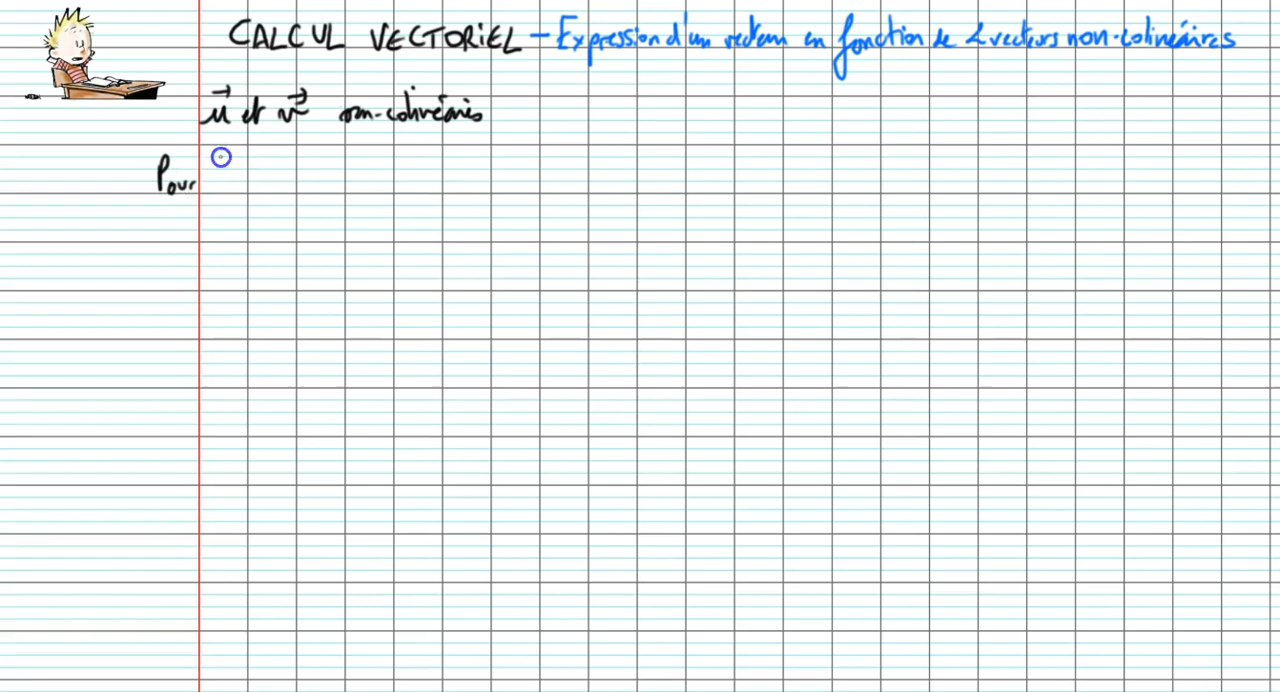 CALCUL VECTORIEL - Expression d'un vecteur en fonction de 2 vecteurs non-colinéaires
u⃗ et v⃗ non-colinéaires
Pour